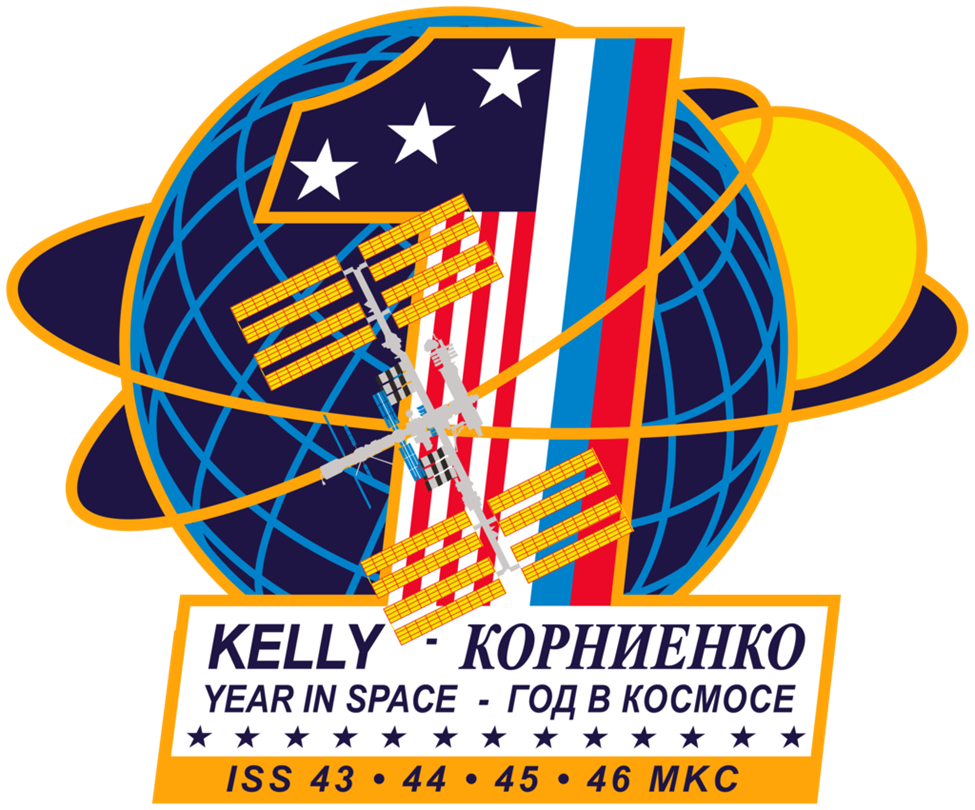 KELLY - КОРНИЕНКО
YEAR IN SPACE - ГОД В КОСМОСЕ
ISS 43 • 44 • 45 • 46 МКС